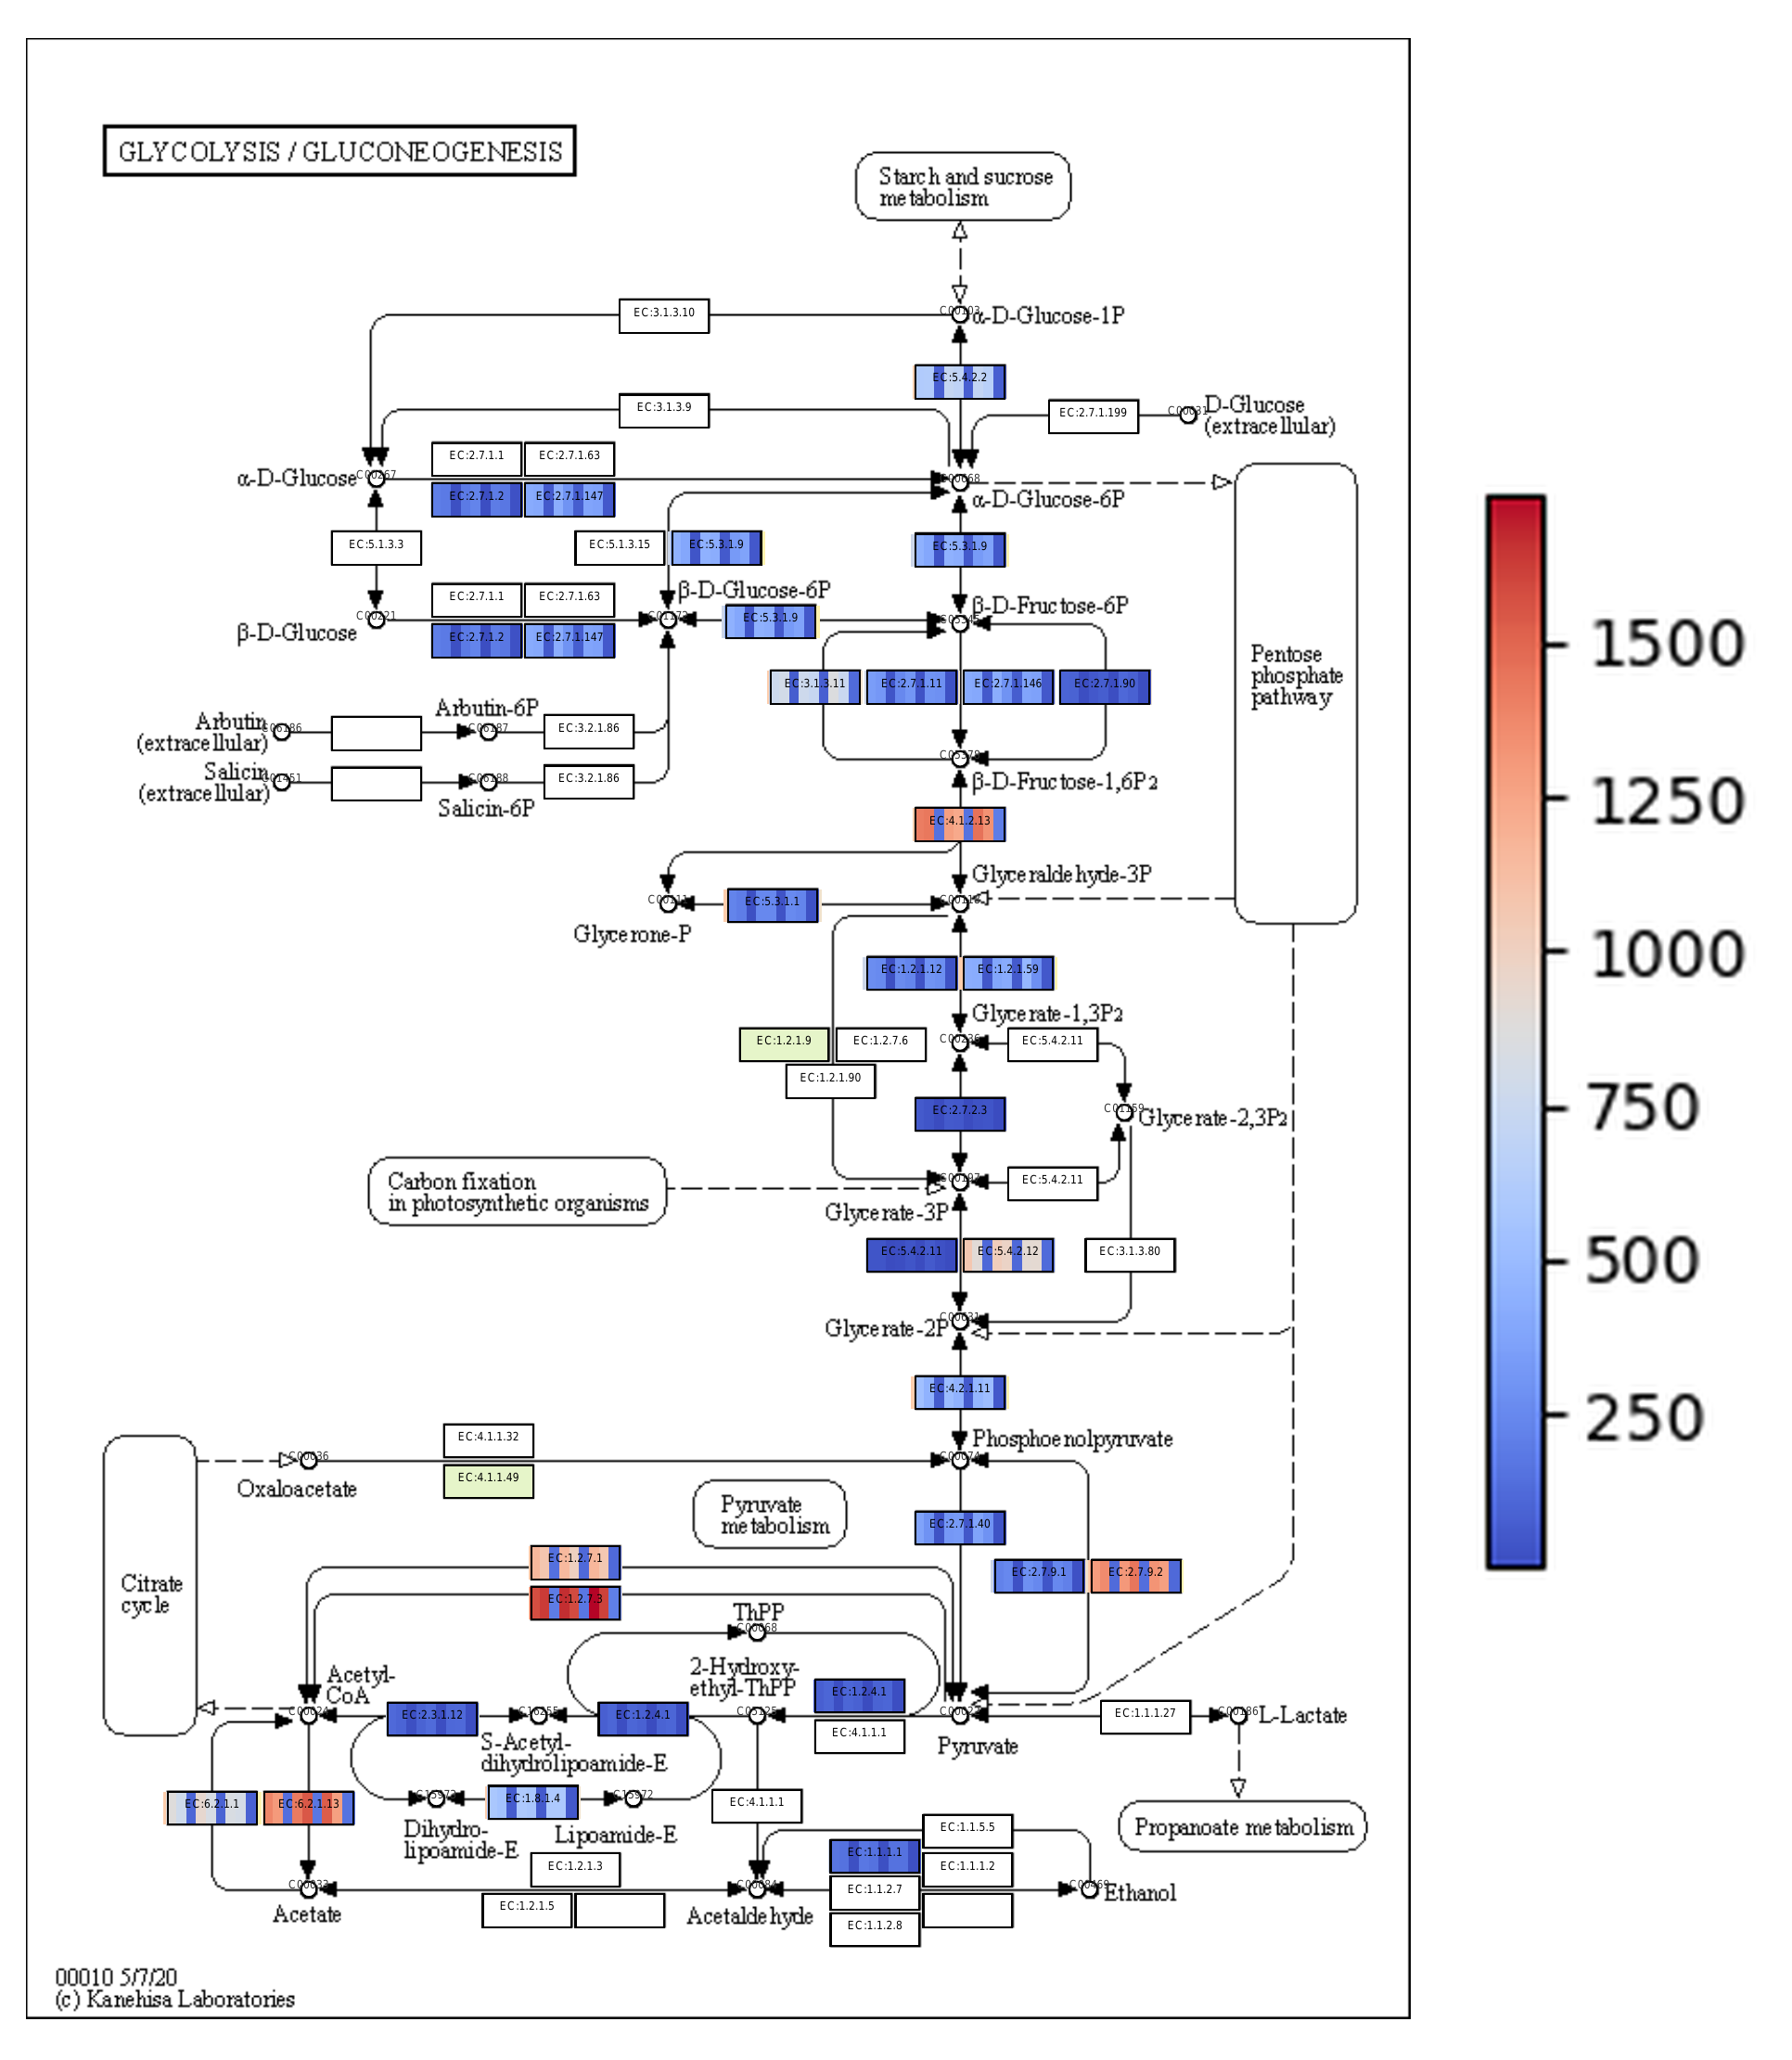 GLYCOLYSIS / GLUCONEOGENESIS
Starch and sucrose
metabolism
EC:3.1.3.10
C00103
α-D-Glucose-1P
EC:5.4.2.2
EC:3.1.3.9
EC:2.7.1.199
C00031
D-Glucose
(extracellular)
EC:2.7.1.1
EC:2.7.1.63
α-D-Glucose
C00267
EC:2.7.1.2
EC:2.7.1.147
α-D-Glucose-6P
EC:5.1.3.3
EC:5.1.3.15
EC:5.3.1.9
EC:5.3.1.9
β-D-Glucose-6P
β-D-Fructose-6P
EC:2.7.1.1
EC:2.7.1.63
C00221
β-D-Glucose
EC:2.7.1.2
EC:2.7.1.147
EC:5.3.1.9
Pentose
phosphate
pathway
EC:3.1.3.11
EC:2.7.1.11
EC:2.7.1.146
EC:2.7.1.90
Arbutin
(extracellular)
C06186
Arbutin-6P
C06187
EC:3.2.1.86
Salicin
(extracellular)
C01451
C06188
EC:3.2.1.86
Salicin-6P
C05378
β-D-Fructose-1,6P2
EC:4.1.2.13
Glyceraldehyde-3P
C00111
EC:5.3.1.1
C00118
Glycerone-P
EC:1.2.1.12
EC:1.2.1.59
Glycerate-1,3P2
EC:1.2.1.9
EC:1.2.7.6
C00236
EC:5.4.2.11
EC:1.2.1.90
EC:2.7.2.3
C01159
Glycerate-2,3P2
Carbon fixation
in photosynthetic organisms
C00197
EC:5.4.2.11
Glycerate-3P
EC:5.4.2.11
EC:5.4.2.12
EC:3.1.3.80
C00631
Glycerate-2P
EC:4.2.1.11
EC:4.1.1.32
Phosphoenolpyruvate
C00036
C00074
Oxaloacetate
EC:4.1.1.49
Pyruvate
metabolism
EC:2.7.1.40
EC:1.2.7.1
EC:2.7.9.1
EC:2.7.9.2
Citrate
cycle
EC:1.2.7.3
ThPP
C00068
Acetyl-
CoA
2-Hydroxy-
ethyl-ThPP
EC:1.2.4.1
C00024
EC:2.3.1.12
C16255
EC:1.2.4.1
C05125
C00022
EC:1.1.1.27
C00186
L-Lactate
EC:4.1.1.1
S-Acetyl-
dihydrolipoamide-E
Pyruvate
EC:6.2.1.1
EC:6.2.1.13
C15973
EC:1.8.1.4
C15972
EC:4.1.1.1
Dihydro-
lipoamide-E
Lipoamide-E
EC:1.1.5.5
Propanoate metabolism
EC:1.2.1.3
EC:1.1.1.1
EC:1.1.1.2
C00033
C00084
EC:1.1.2.7
C00469
Ethanol
Acetate
EC:1.2.1.5
Acetaldehyde
EC:1.1.2.8
00010 5/7/20
(c) Kanehisa Laboratories
1500
1250
1000
750
500
250